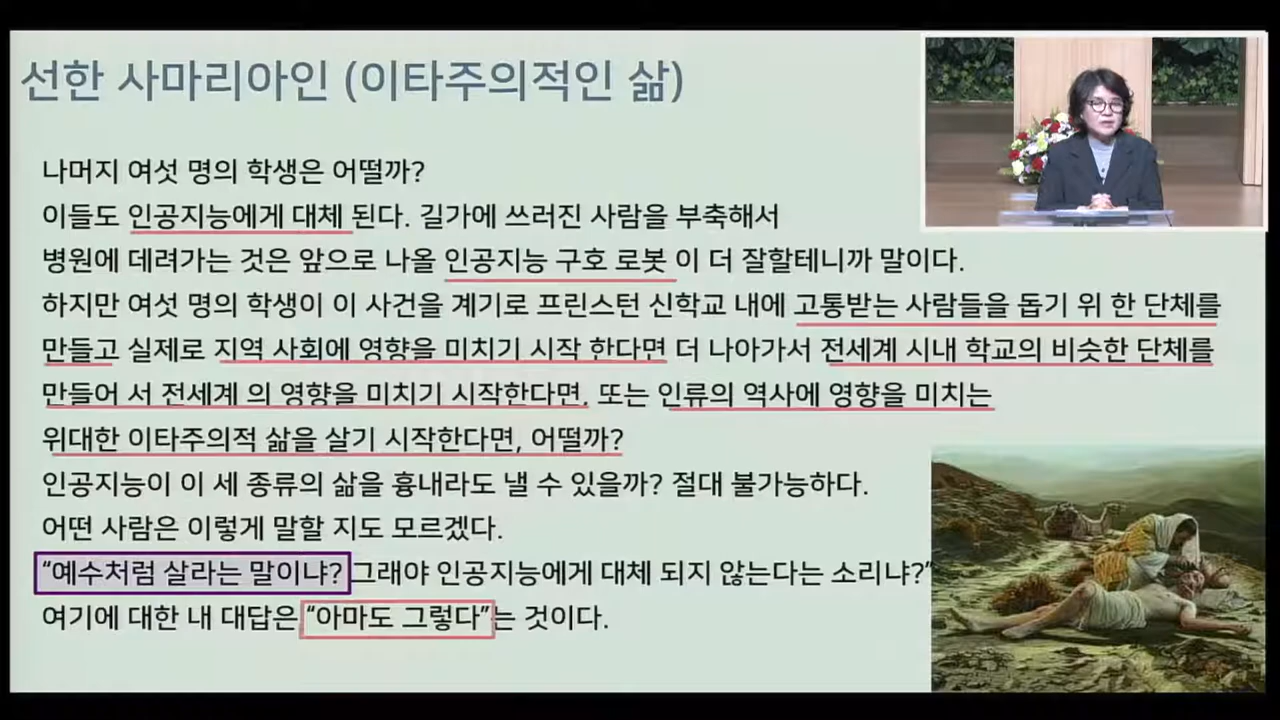 선한 사마리아인 (이타주의적인 삶)
나머지 여섯 명의 학생은 어떨까?
이들도 인공지능에게 대체 된다. 길가에 쓰러진 사람을 부축해서
병원에 데려가는 것은 앞으로 나올 인공지능 구호 로봇 이 더 잘할테니까 말이다.
하지만 여섯 명의 학생이 이 사건을 계기로 프린스턴 신학교 내에 고통받는 사람들을 돕기 위 한 단체를
만들고 실제로 지역 사회에 영향을 미치기 시작 한다면 더 나아가서 전세계 시내 학교의 비슷한 단체를
만들어 서 전세계 의 영향을 미치기 시작한다면, 또는 인류의 역사에 영향을 미치는
위대한 이타주의적 삶을 살기 시작한다면, 어떨까?
인공지능이 이 세 종류의 삶을 흉내라도 낼 수 있을까? 절대 불가능하다.
어떤 사람은 이렇게 말할 지도 모르겠다.
“예수처럼 살라는 말이냐? 그래야 인공지능에게 대체 되지 않는다는 소리냐?”
여기에 대한 내 대답은 “아마도 그렇다”는 것이다.